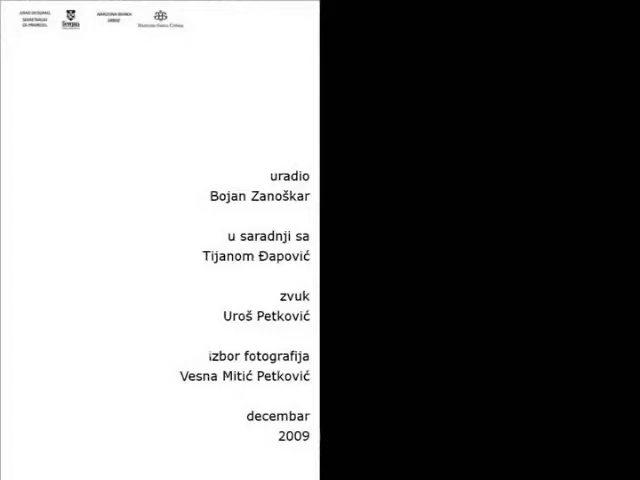 uradio
Bojan Zanoškar
u saradnji sa
Tijanom Đapović
zvuk
Uroš Petković
izbor fotografija
Vesna Mitić Petković
decembar
2009